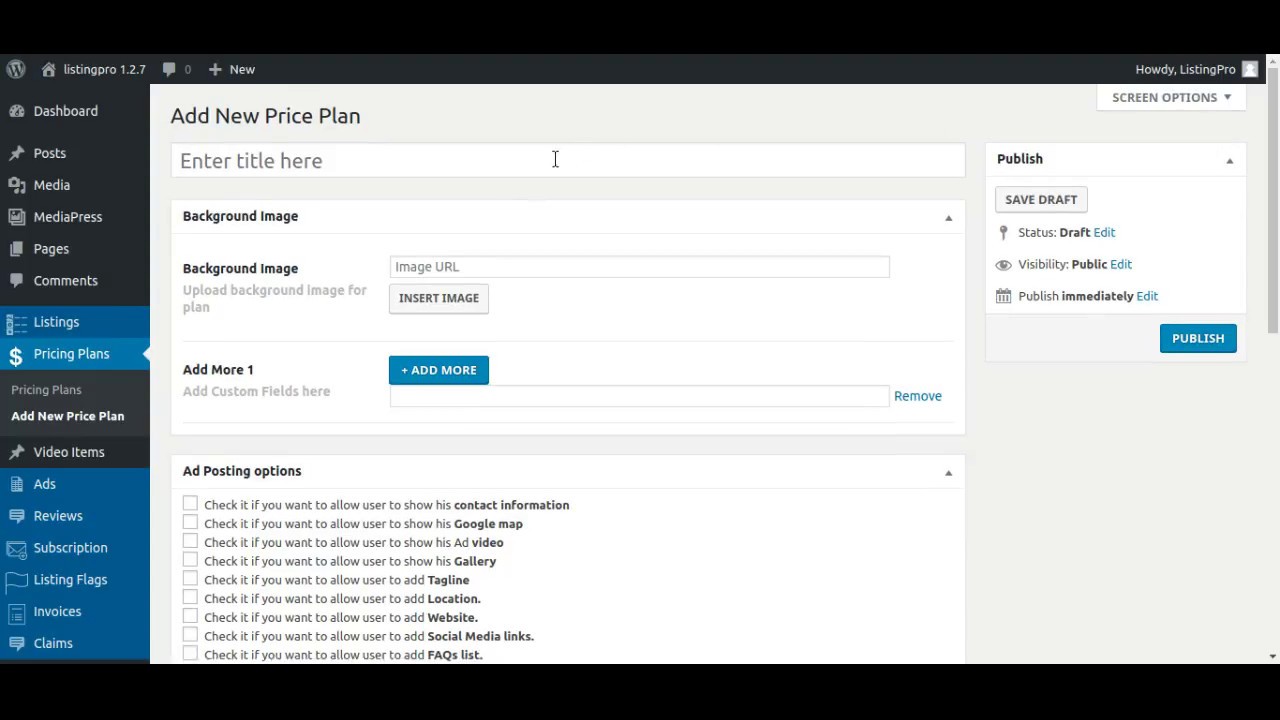 listingpro 1.2.7 0 New Howdy, ListingPro
SCREEN OPTIONS
Dashboard
Posts
Media
MediaPress
Pages
Comments
Listings
Pricing Plans
Pricing Plans
Add New Price Plan
Video Items
Ads
Reviews
Subscription
Listing Flags
Invoices
Claims
Add New Price Plan
Enter title here
Background Image
Background Image
Upload background image for
plan
Image URL
INSERT IMAGE
Add More 1
Add Custom Fields here
+ ADD MORE
Remove
Ad Posting options
Check it if you want to allow user to show his contact information
Check it if you want to allow user to show his Google map
Check it if you want to allow user to show his Ad video
Check it if you want to allow user to show his Gallery
Check it if you want to allow user to add Tagline
Check it if you want to allow user to add Location.
Check it if you want to allow user to add Website.
Check it if you want to allow user to add Social Media links.
Check it if you want to allow user to add FAQs list.
Publish
SAVE DRAFT
Status: Draft Edit
Visibility: Public Edit
Publish immediately Edit
PUBLISH